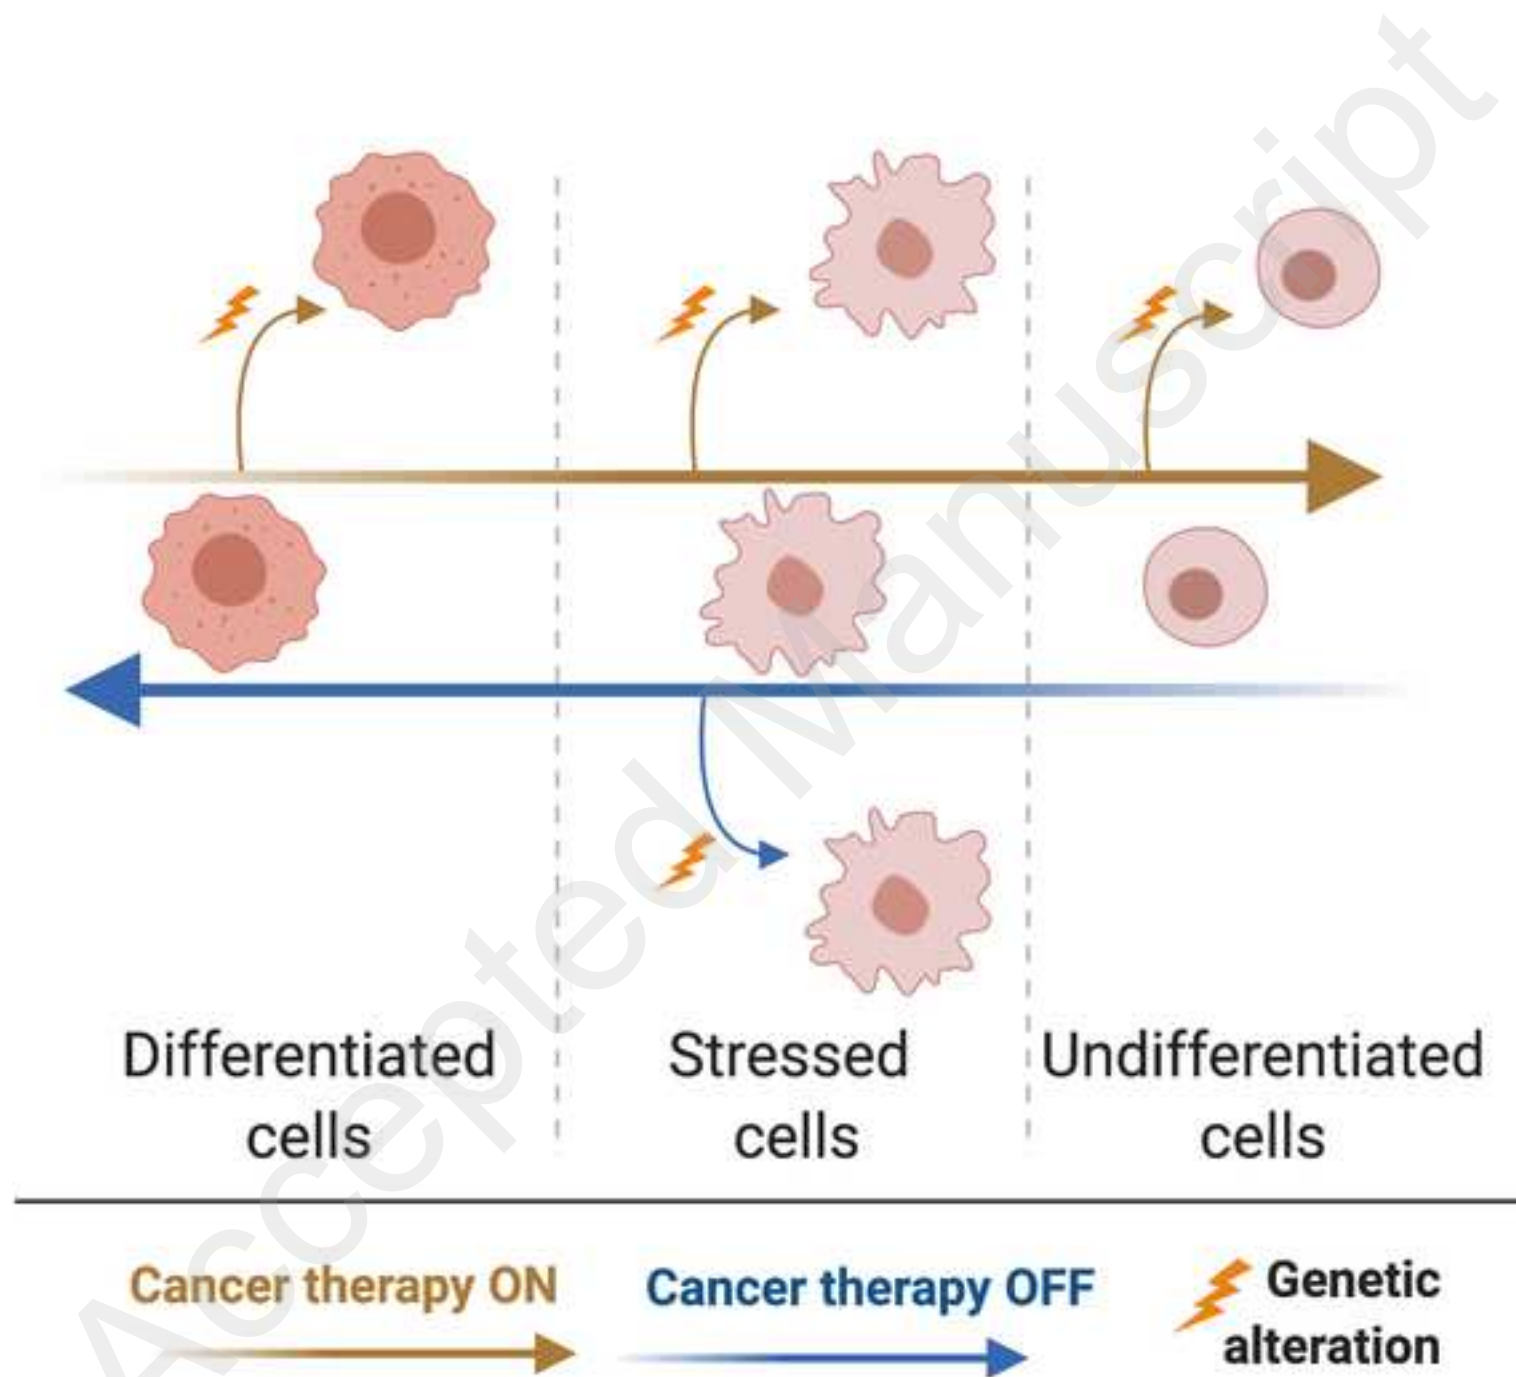 Accepted Manuscript
Differentiated
cells
Stressed
cells
Undifferentiated
cells
Cancer therapy ON
Cancer therapy OFF
Genetic
alteration